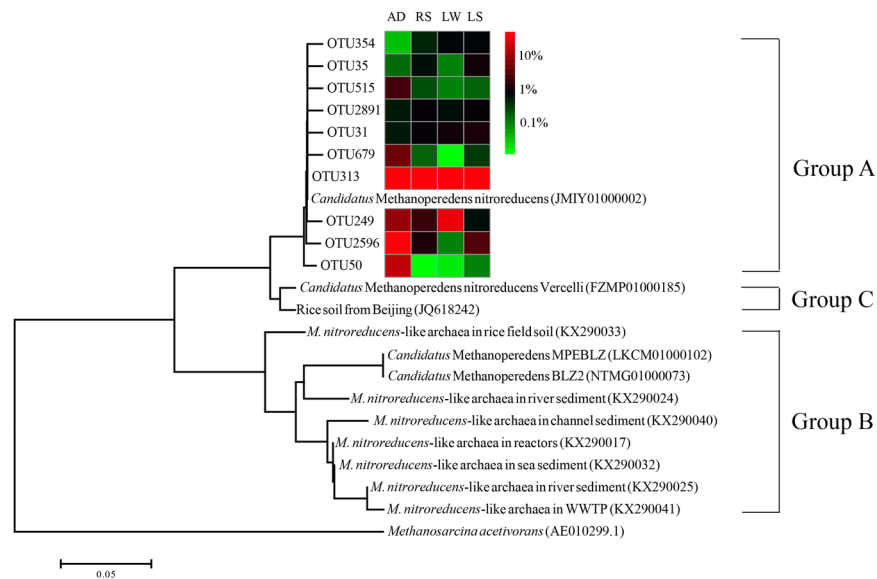 AD RS LW LS
OTU354
OTU35
OTU515
OTU2891
OTU31
OTU679
OTU313
Candidatus Methanoperedens nitroreducens (JMIY01000002)
OTU249
OTU2596
OTU50
10%
1%
0.1%
Group A
Candidatus Methanoperedens nitroreducens Vercelli (FZMP01000185)
Rice soil from Beijing (JQ618242)
Group C
M. nitroreducens-like archaea in rice field soil (KX290033)
Candidatus Methanoperedens MPEBLZ (LKCM01000102)
Candidatus Methanoperedens BLZ2 (NTMG01000073)
M. nitroreducens-like archaea in river sediment (KX290024)
M. nitroreducens-like archaea in channel sediment (KX290040)
M. nitroreducens-like archaea in reactors (KX290017)
M. nitroreducens-like archaea in sea sediment (KX290032)
M. nitroreducens-like archaea in river sediment (KX290025)
M. nitroreducens-like archaea in WWTP (KX290041)
Group B
Methanosarcina acetivorans (AE010299.1)
0.05